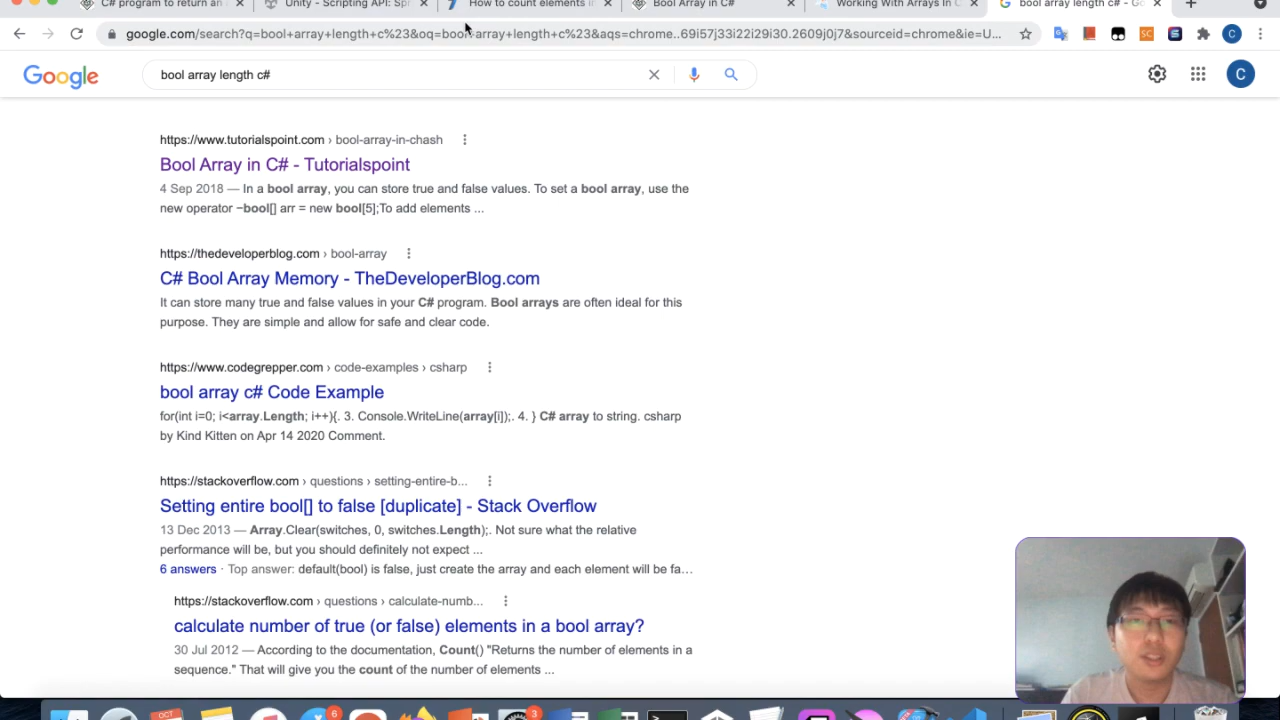 C# program to return an
Unity - Scripting API: Spr
How to count elements in
Bool Array in C#
Working With Arrays In C
bool array length c# - Go
google.com/search?q=bool+array+length+c%23&oq=bool+array+length+c%23&aqs=chrome..69i57j33i22i29i30.2609j0j7&sourceid=chrome&ie=U...
C
Google
bool array length c#
C
https://www.tutorialspoint.com › bool-array-in-chash
Bool Array in C# - Tutorialspoint
4 Sep 2018 — In a bool array, you can store true and false values. To set a bool array, use the
new operator −bool[] arr = new bool[5];To add elements ...
https://thedeveloperblog.com › bool-array
C# Bool Array Memory - TheDeveloperBlog.com
It can store many true and false values in your C# program. Bool arrays are often ideal for this
purpose. They are simple and allow for safe and clear code.
https://www.codegrepper.com › code-examples › csharp
bool array c# Code Example
for(int i=0; i<array.Length; i++){. 3. Console.WriteLine(array[i]);. 4. } C# array to string. csharp
by Kind Kitten on Apr 14 2020 Comment.
https://stackoverflow.com › questions › setting-entire-b...
Setting entire bool[] to false [duplicate] - Stack Overflow
13 Dec 2013 — Array.Clear(switches, 0, switches.Length);. Not sure what the relative
performance will be, but you should definitely not expect ...
6 answers · Top answer: default(bool) is false, just create the array and each element will be fa...
https://stackoverflow.com › questions › calculate-numb...
calculate number of true (or false) elements in a bool array?
30 Jul 2012 — According to the documentation, Count() "Returns the number of elements in a
sequence." That will give you the count of the number of elements ...
OCT
6
3